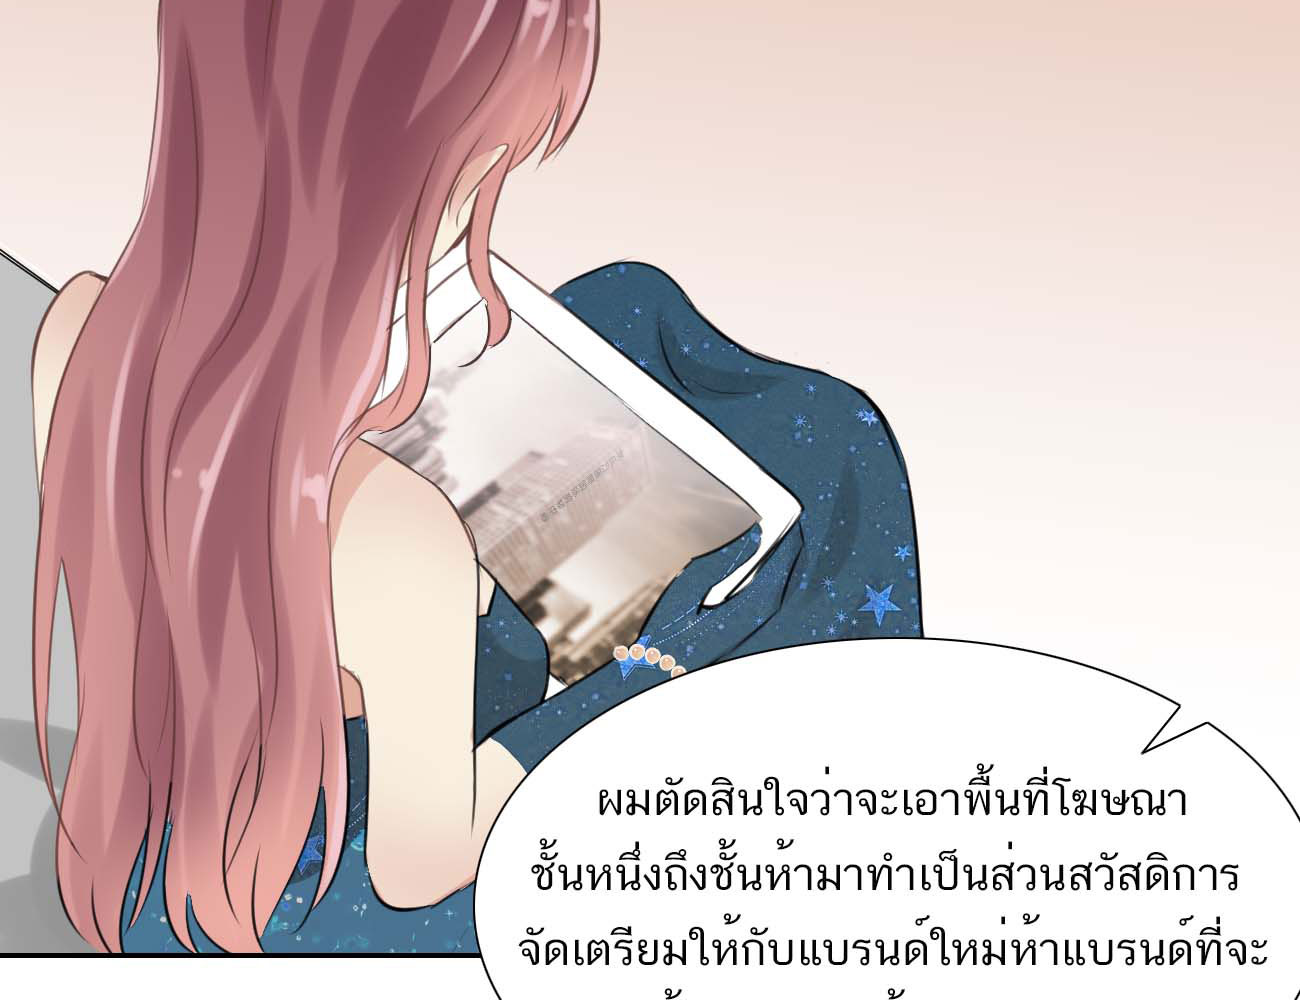 ผมตัดสินใจว่าจะเอาพื้นที่โฆษณา
ชั้นหนึ่งถึงชั้นห้ามาทำเป็นส่วนสวัสดิการ
จัดเตรียมให้กับแบรนด์ใหม่ห้าแบรนด์ที่จะ